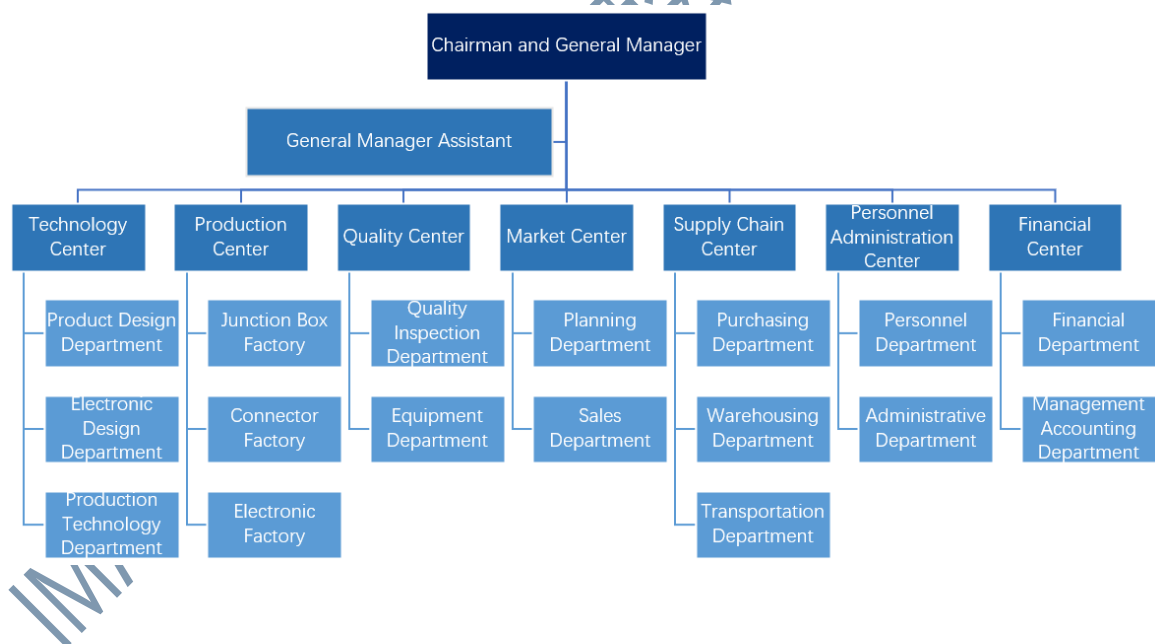 Chairman and General Manager
General Manager Assistant
Technology
Center
Production
Center
Quality Center
Market Center
Supply Chain
Center
Personnel
Administration
Center
Financial
Center
Product Design
Department
Junction Box
Factory
Quality
Inspection
Department
Planning
Department
Purchasing
Department
Personnel
Department
Financial
Department
Electronic
Design
Department
Connector
Factory
Equipment
Department
Sales
Department
Warehousing
Department
Administrative
Department
Management
Accounting
Department
Production
Technology
Department
Electronic
Factory
Transportation
Department